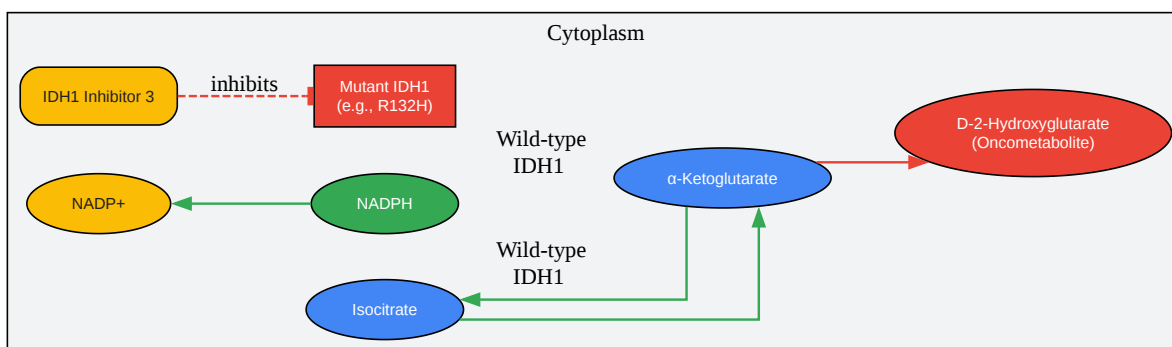 Cytoplasm
IDH1 Inhibitor 3
inhibits
Mutant IDH1
(e.g., R132H)
Wild-type
IDH1
D-2-Hydroxyglutarate
(Oncometabolite)
α-Ketoglutarate
NADP+
NADPH
Wild-type
IDH1
Isocitrate